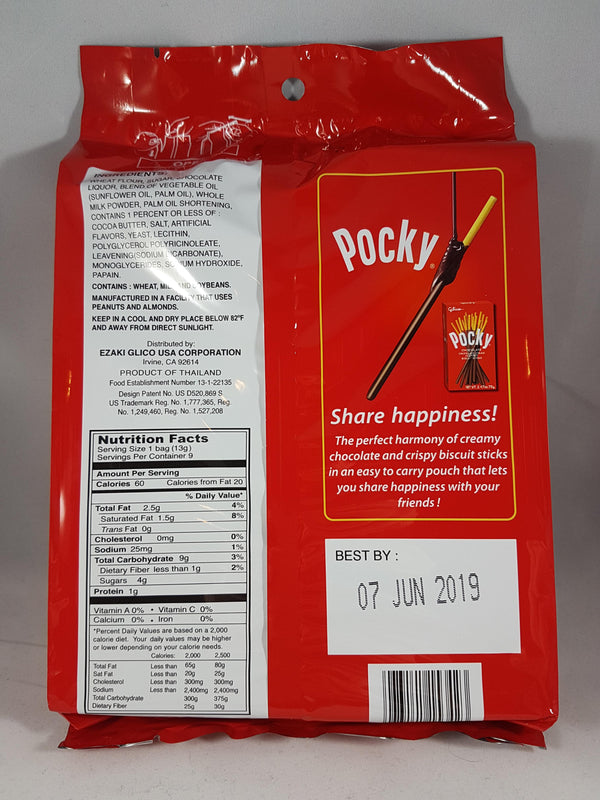 OPE
INGREDIENTS:
WHEAT FLOUR, SUGAR, CHOCOLATE
LIQUOR, BLEND OF VEGETABLE OIL
(SUNFLOWER OIL, PALM OIL), WHOLE
MILK POWDER, PALM OIL SHORTENING,
CONTAINS 1 PERCENT OR LESS OF :
COCOA BUTTER, SALT, ARTIFICIAL
FLAVORS, YEAST, LECITHIN,
POLYGLYCEROL POLYRICINOLEATE,
LEAVENING(SODIUM BICARBONATE),
MONOGLYCERIDES, SODIUM HYDROXIDE,
PAPAIN.
CONTAINS : WHEAT, MILK AND SOYBEANS.
MANUFACTURED IN A FACILITY THAT USES
PEANUTS AND ALMONDS.
KEEP IN A COOL AND DRY PLACE BELOW 82°F
AND AWAY FROM DIRECT SUNLIGHT.
Distributed by:
EZAKI GLICO USA CORPORATION
Irvine, CA 92614
PRODUCT OF THAILAND
Food Establishment Number 13-1-22135
Design Patent No. US D520,869 S
US Trademark Reg. No. 1,777,365, Reg.
No. 1,249,460, Reg. No. 1,527,208
Nutrition Facts
Serving Size 1 bag (13g)
Servings Per Container 9
Amount Per Serving
Calories 60 Calories from Fat 20
% Daily Value*
Total Fat 2.5g 4%
Saturated Fat 1.5g 8%
Trans Fat 0g
Cholesterol 0mg 0%
Sodium 25mg 1%
Total Carbohydrate 9g 3%
Dietary Fiber less than 1g 2%
Sugars 4g
Protein 1g
Vitamin A 0% • Vitamin C 0%
Calcium 0% • Iron 0%
*Percent Daily Values are based on a 2,000
calorie diet. Your daily values may be higher
or lower depending on your calorie needs.
Calories: 2,000 2,500
Total Fat Less than 65g 80g
Sat Fat Less than 20g 25g
Cholesterol Less than 300mg 300mg
Sodium Less than 2,400mg 2,400mg
Total Carbohydrate 300g 375g
Dietary Fiber 25g 30g
Pocky®
Glico
Pocky
CHOCOLATE
Share happiness!
The perfect harmony of creamy
chocolate and crispy biscuit sticks
in an easy to carry pouch that lets
you share happiness with your
friends !
BEST BY :
07 JUN 2019